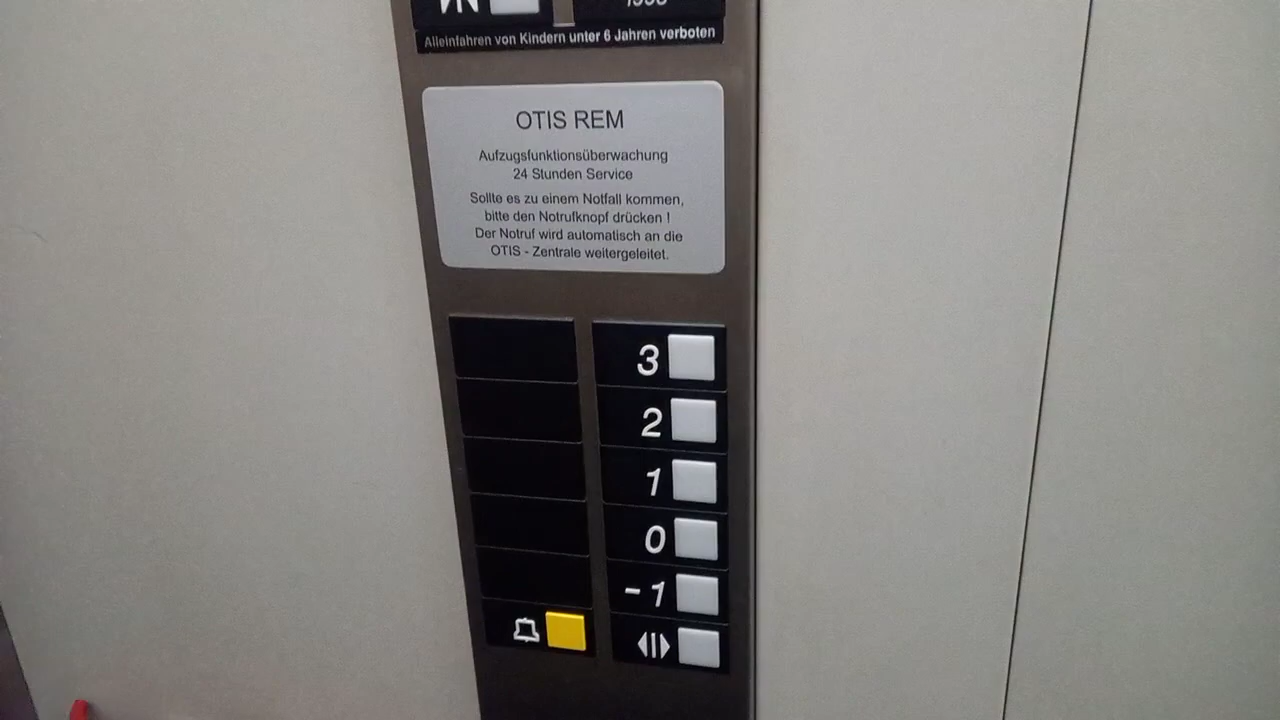 Alleinfahren von Kindern unter 6 Jahren verboten
OTIS REM
Aufzugsfunktionsüberwachung
24 Stunden Service
Sollte es zu einem Notfall kommen,
bitte den Notrufknopf drücken !
Der Notruf wird automatisch an die
OTIS - Zentrale weitergeleitet.
3
2
1
0
-1